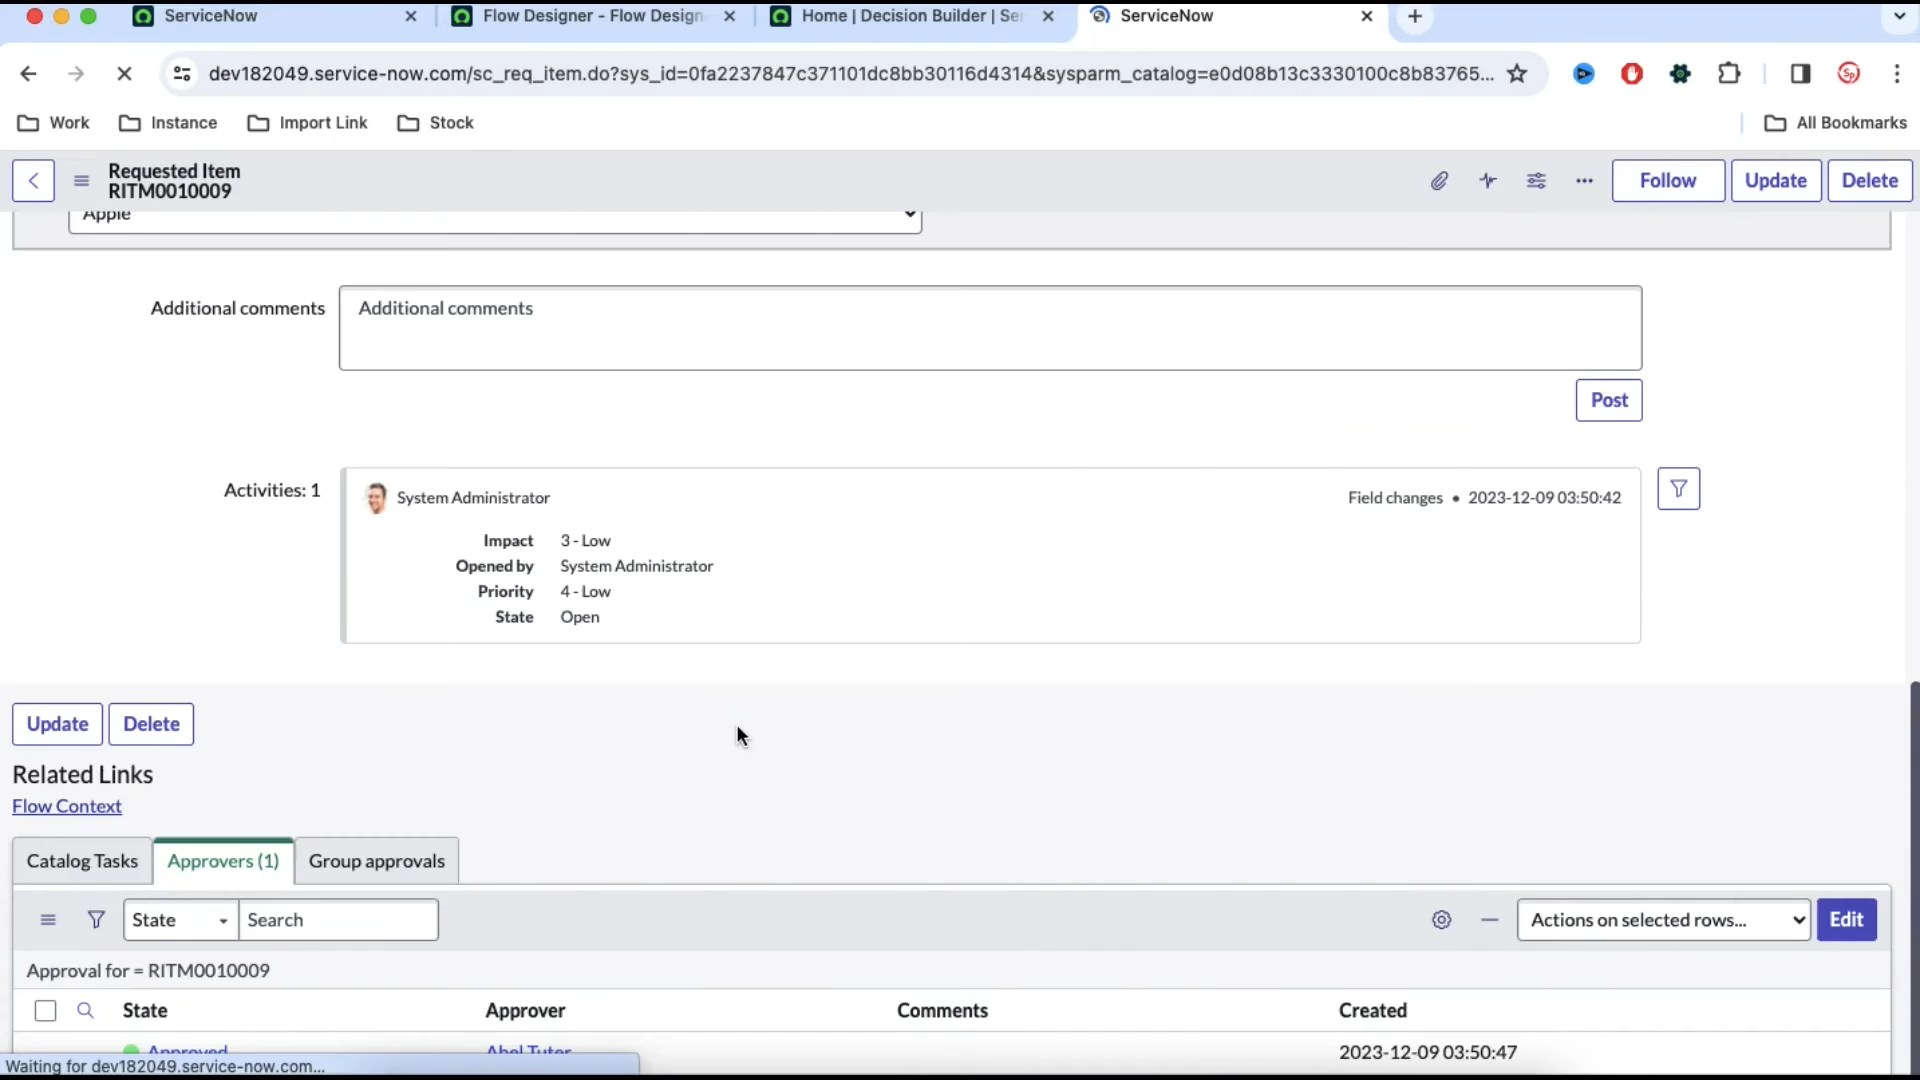 ServiceNow
Flow Designer - Flow Design
Home | Decision Builder | Se
ServiceNow
dev182049.service-now.com/sc_req_item.do?sys_id=0fa2237847c371101dc8bb30116d4314&sysparm_catalog=e0d08b13c3330100c8b83765...
Work
Instance
Import Link
Stock
All Bookmarks
Requested Item
RITM0010009
Follow
Update
Delete
Apple
Additional comments
Additional comments
Post
Activities: 1
System Administrator
Field changes • 2023-12-09 03:50:42
Impact 3 - Low
Opened by System Administrator
Priority 4 - Low
State Open
Update
Delete
Related Links
Flow Context
Catalog Tasks
Approvers (1)
Group approvals
State
Search
Actions on selected rows...
Edit
Approval for = RITM0010009
State Approver Comments Created
Approved Abel Tuter 2023-12-09 03:50:47
Waiting for dev182049.service-now.com...